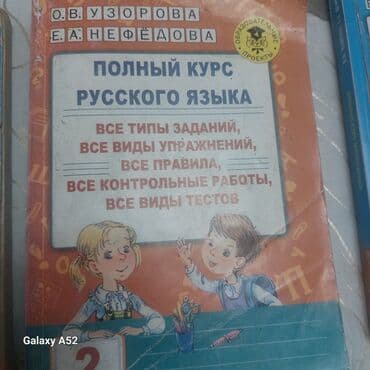 О.В. УЗОРОВА
Е.А. НЕФЁДОВА
ПОЛНЫЙ КУРС
РУССКОГО ЯЗЫКА
ВСЕ ТИПЫ ЗАДАНИЙ,
ВСЕ ВИДЫ УПРАЖНЕНИЙ,
ВСЕ ПРАВИЛА,
ВСЕ КОНТРОЛЬНЫЕ РАБОТЫ,
ВСЕ ВИДЫ ТЕСТОВ
2
Galaxy A52